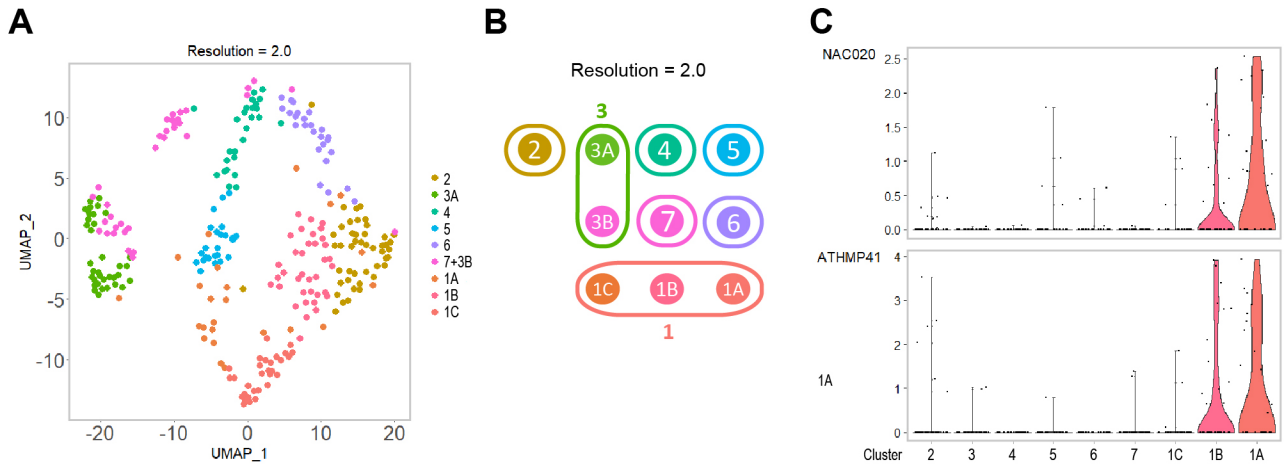 A
Resolution = 2.0
UMAP_2
10
5
0
-5
-10
-20
-10
0
10
20
UMAP_1
2
3A
4
5
6
7+3B
1A
1B
1C
B
Resolution = 2.0
3
2
3A
4
5
3B
7
6
1C
1B
1A
1
C
NAC020
2.5
2.0
1.5
1.0
0.5
0.0
ATHMP41
4
3
2
1
0
1A
Cluster
2
3
4
5
6
7
1C
1B
1A